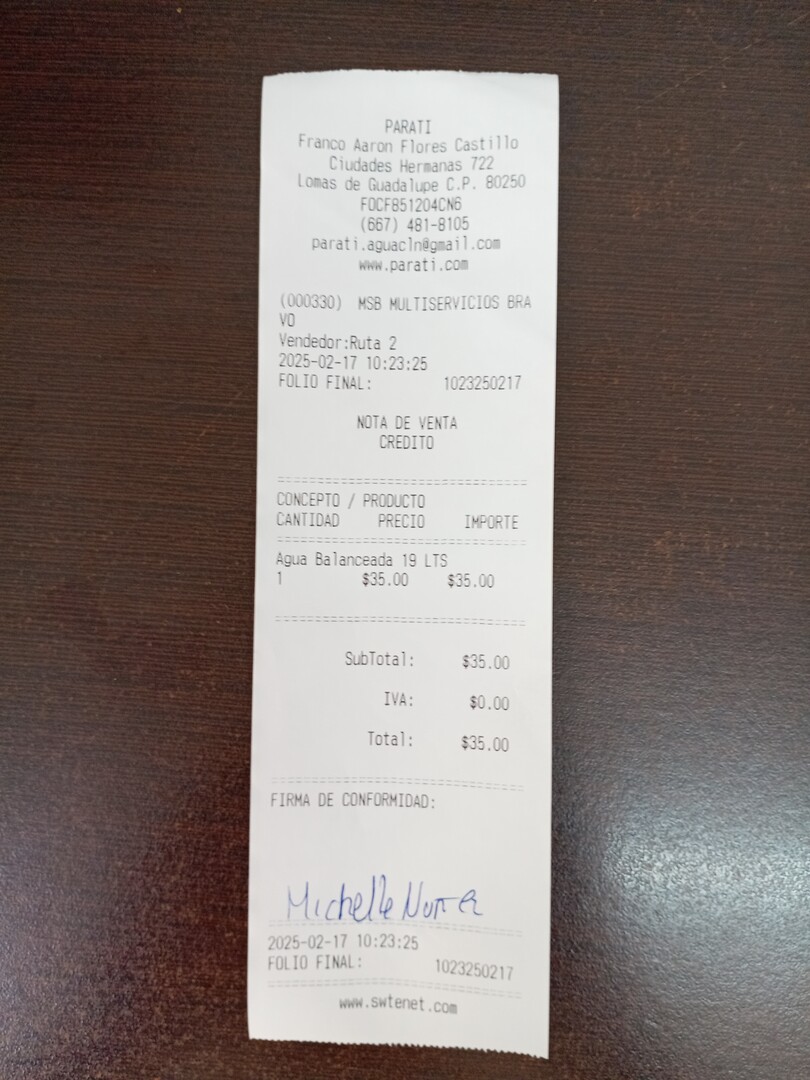 PARATI
Franco Aaron Flores Castillo
Ciudades Hermanas 722
Lomas de Guadalupe C.P. 80250
FOCF851204CN6
(667) 481-8105
parati.aguacln@gmail.com
www.parati.com
(000330) MSB MULTISERVICIOS BRA
VO
Vendedor:Ruta 2
2025-02-17 10:23:25
FOLIO FINAL: 1023250217
NOTA DE VENTA
CREDITO
CONCEPTO / PRODUCTO
CANTIDAD PRECIO IMPORTE
Agua Balanceada 19 LTS
1 $35.00 $35.00
SubTotal: $35.00
IVA: $0.00
Total: $35.00
FIRMA DE CONFORMIDAD:
Michelle
2025-02-17 10:23:25
FOLIO FINAL: 1023250217
www.swtenet.com